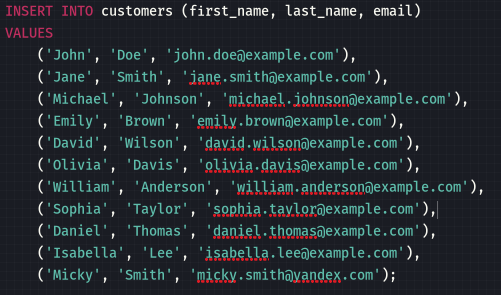 INSERT INTO customers (first_name, last_name, email)
VALUES
('John', 'Doe', 'john.doe@example.com'),
('Jane', 'Smith', 'jane.smith@example.com'),
('Michael', 'Johnson', 'michael.johnson@example.com'),
('Emily', 'Brown', 'emily.brown@example.com'),
('David', 'Wilson', 'david.wilson@example.com'),
('Olivia', 'Davis', 'olivia.davis@example.com'),
('William', 'Anderson', 'william.anderson@example.com'),
('Sophia', 'Taylor', 'sophia.taylor@example.com'),
('Daniel', 'Thomas', 'daniel.thomas@example.com'),
('Isabella', 'Lee', 'isabella.lee@example.com'),
('Micky', 'Smith', 'micky.smith@yandex.com');